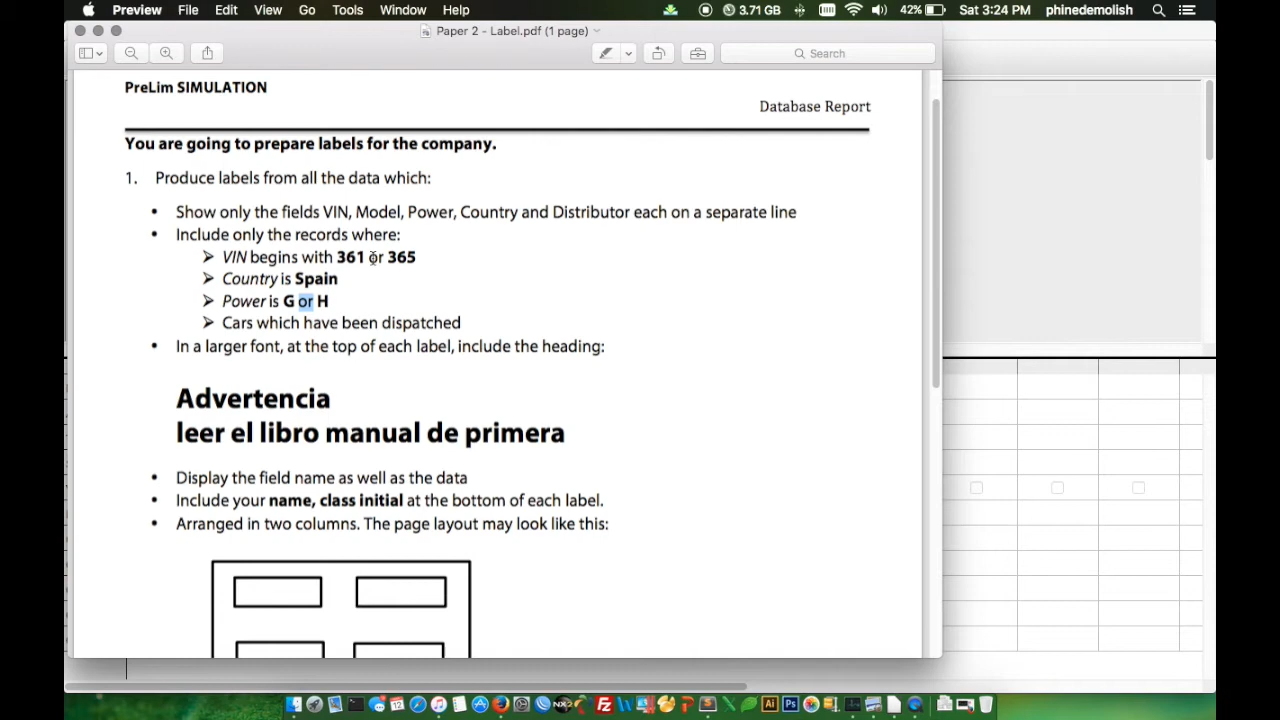 Preview File Edit View Go Tools Window Help 3.71 GB 42% Sat 3:24 PM phinedemolish
Paper 2 - Label.pdf (1 page)
Search
PreLim SIMULATION
Database Report
You are going to prepare labels for the company.
1. Produce labels from all the data which:
• Show only the fields VIN, Model, Power, Country and Distributor each on a separate line
• Include only the records where:
➢ VIN begins with 361 or 365
➢ Country is Spain
➢ Power is G or H
➢ Cars which have been dispatched
• In a larger font, at the top of each label, include the heading:
Advertencia
leer el libro manual de primera
• Display the field name as well as the data
• Include your name, class initial at the bottom of each label.
• Arranged in two columns. The page layout may look like this: